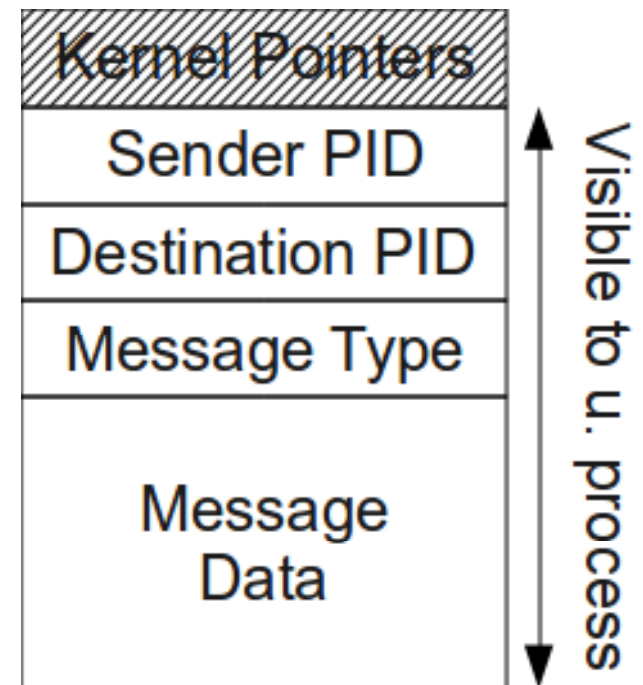 Kernel Pointers
Sender PID
Destination PID
Message Type
Message
Data
Visible to u. process